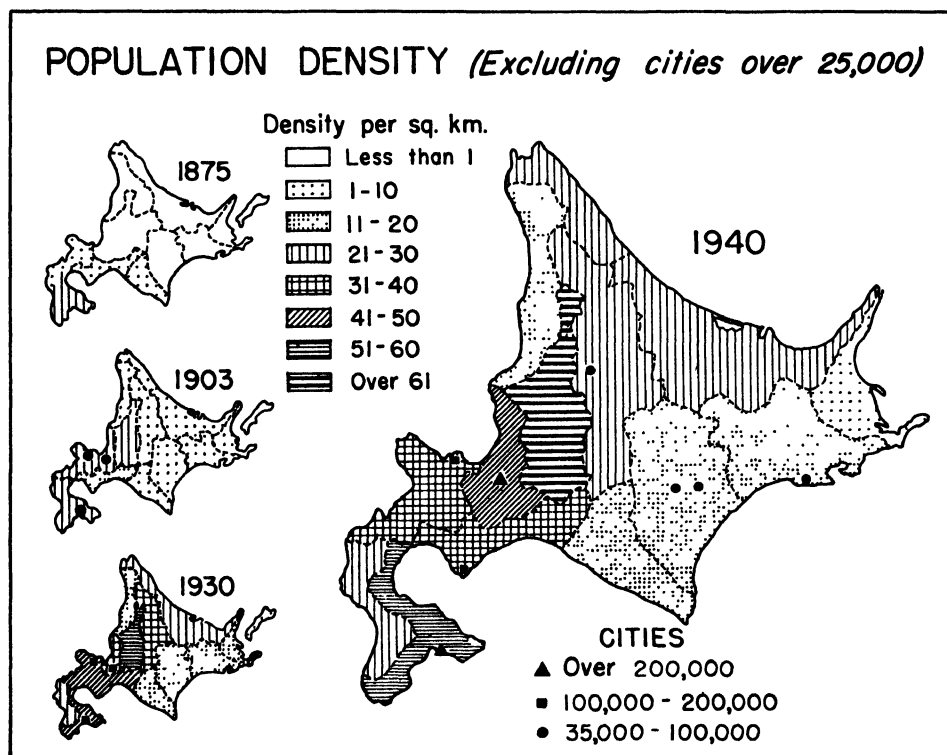 POPULATION DENSITY (Excluding cities over 25,000)
Density per sq. km.
Less than 1
1-10
11-20
21-30
31-40
41-50
51-60
Over 61
1875
1903
1930
1940
CITIES
Over 200,000
100,000-200,000
35,000-100,000